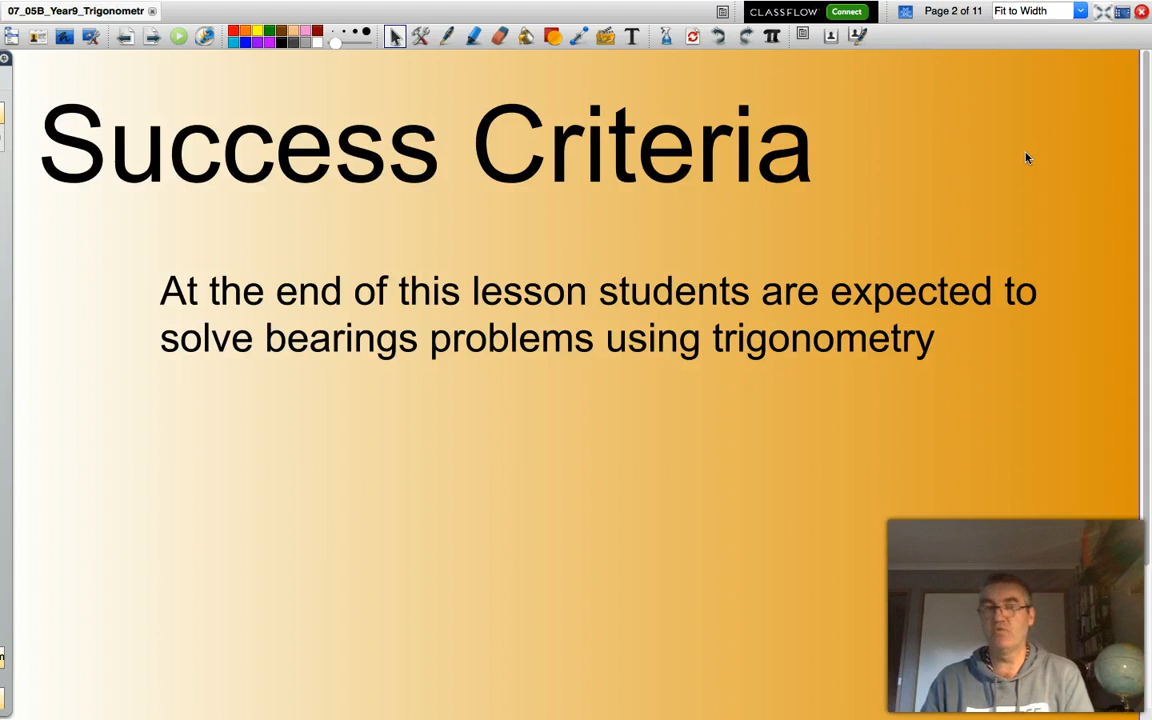 07_05B_Year9_Trigonometr
CLASSFLOW Connect
Page 2 of 11
Fit to Width
T
π
Success Criteria
At the end of this lesson students are expected to
solve bearings problems using trigonometry